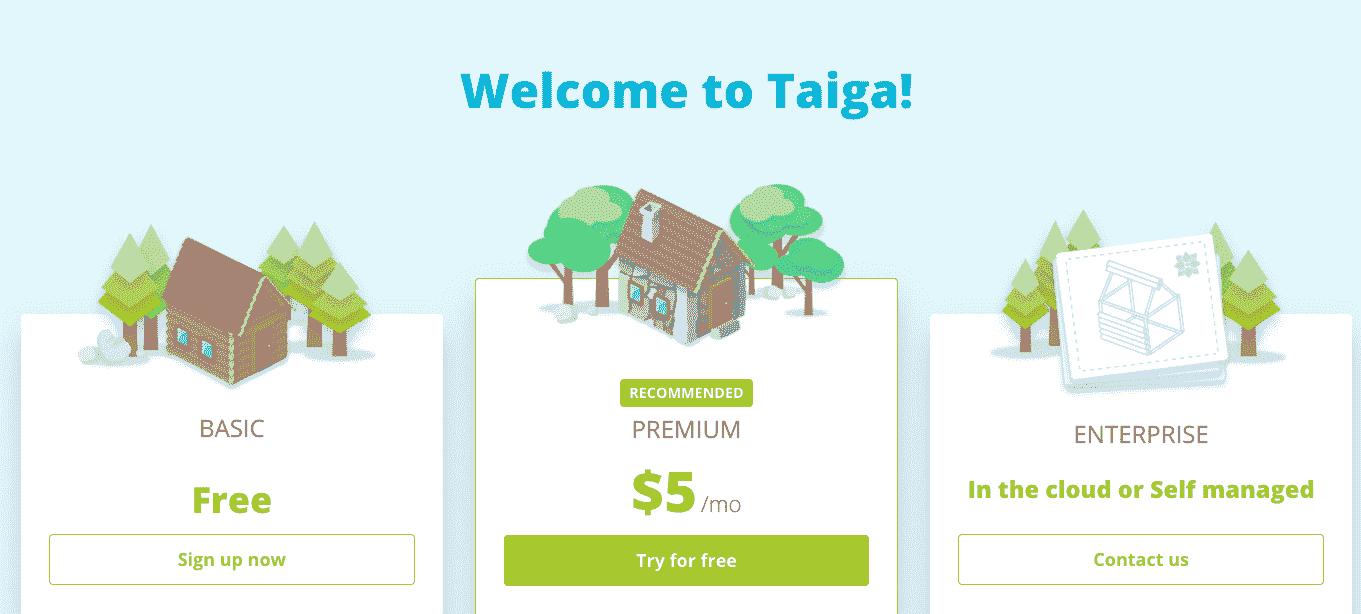 Welcome to Taiga!
BASIC
Free
Sign up now
RECOMMENDED
PREMIUM
$5 /mo
Try for free
ENTERPRISE
In the cloud or Self managed
Contact us